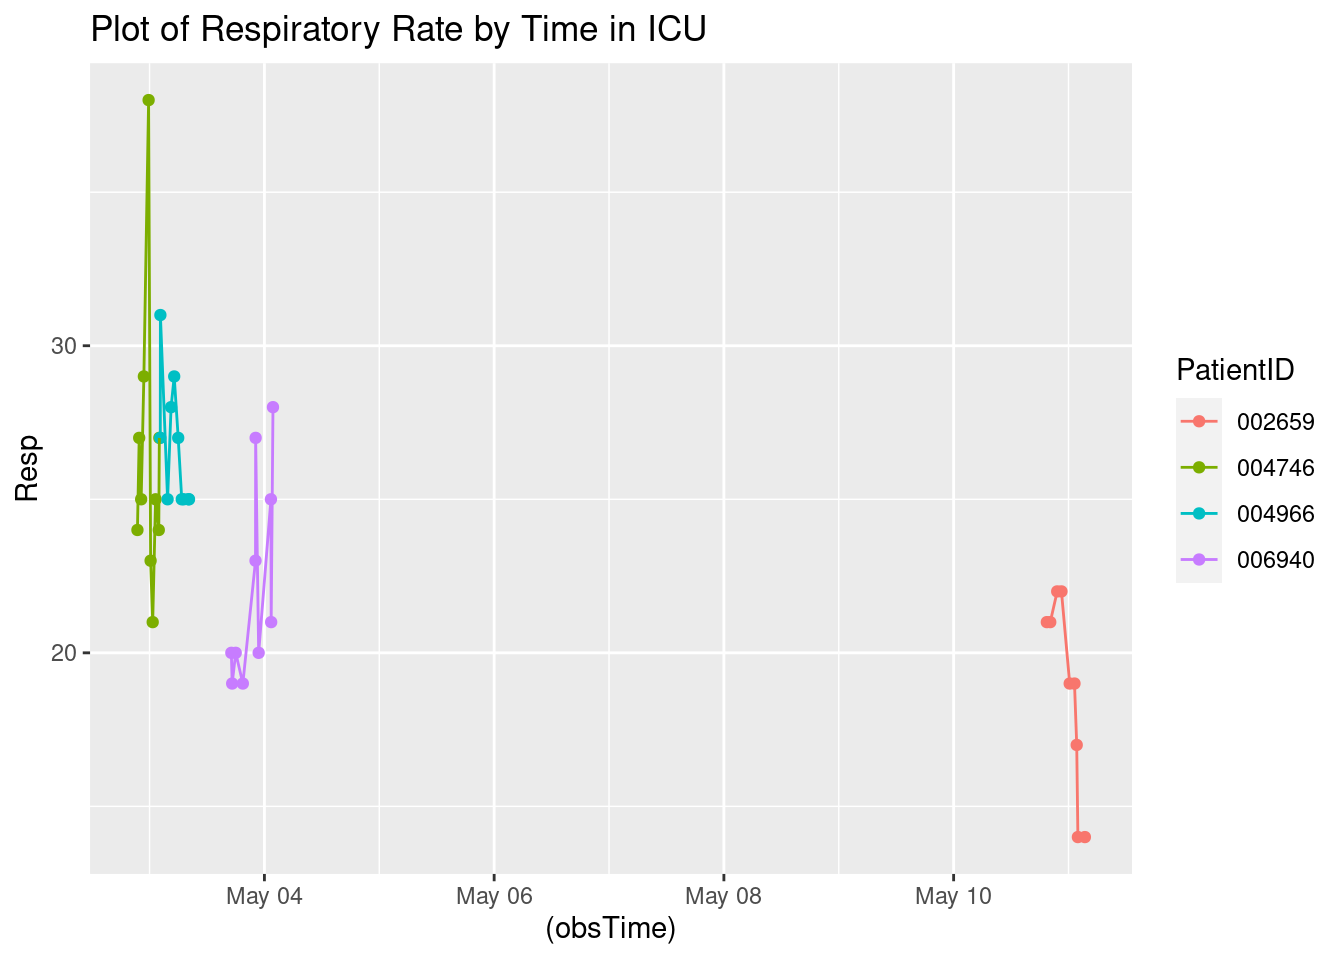 Plot of Respiratory Rate by Time in ICU
30
20
Resp
May 04
May 06
May 08
May 10
(obsTime)
PatientID
002659
004746
004966
006940